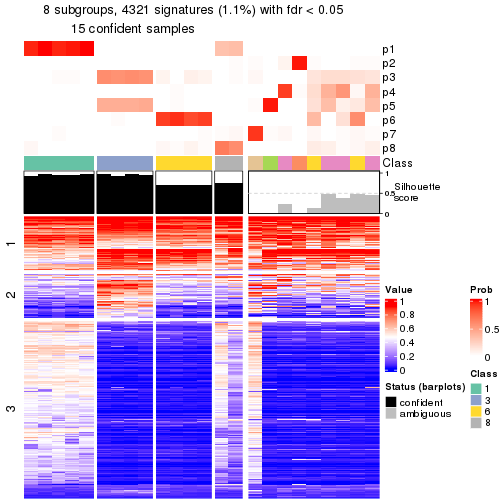 8 subgroups, 4321 signatures (1.1%) with fdr < 0.05
15 confident samples
p1
p2
p3
p4
p5
p6
p7
p8
Class
1
0.5
0
Silhouette
score
1
2
3
Value
1
0.8
0.6
0.4
0.2
0
Prob
1
0.5
0
Status (barplots)
confident
ambiguous
Class
1
3
6
8